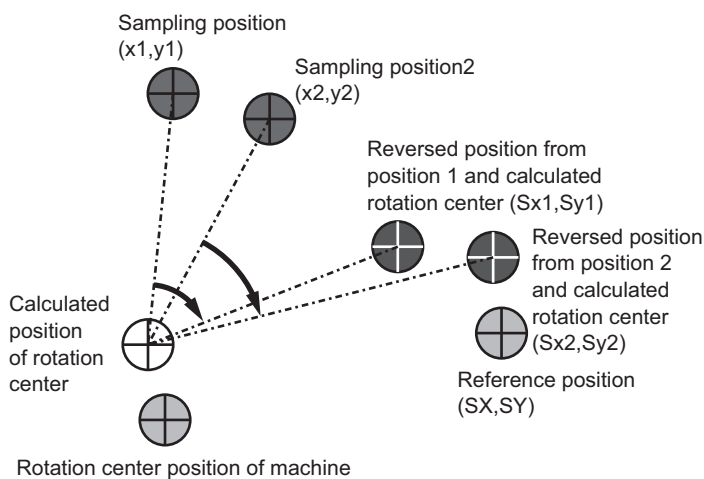 Sampling position
(x1,y1)
Sampling position2
(x2,y2)
Reversed position from
position 1 and calculated
rotation center (Sx1,Sy1)
Reversed position
from position 2
and calculated
rotation center
(Sx2,Sy2)
Calculated
position
of rotation
center
Reference position
(SX,SY)
Rotation center position of machine